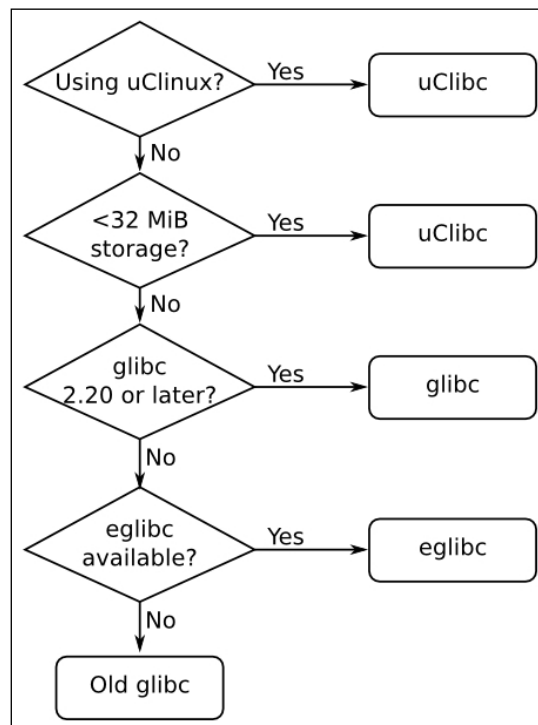 Using uClinux?
Yes
uClibc
No
<32 MiB
storage?
Yes
uClibc
No
glibc
2.20 or later?
Yes
glibc
No
eglibc
available?
Yes
eglibc
No
Old glibc